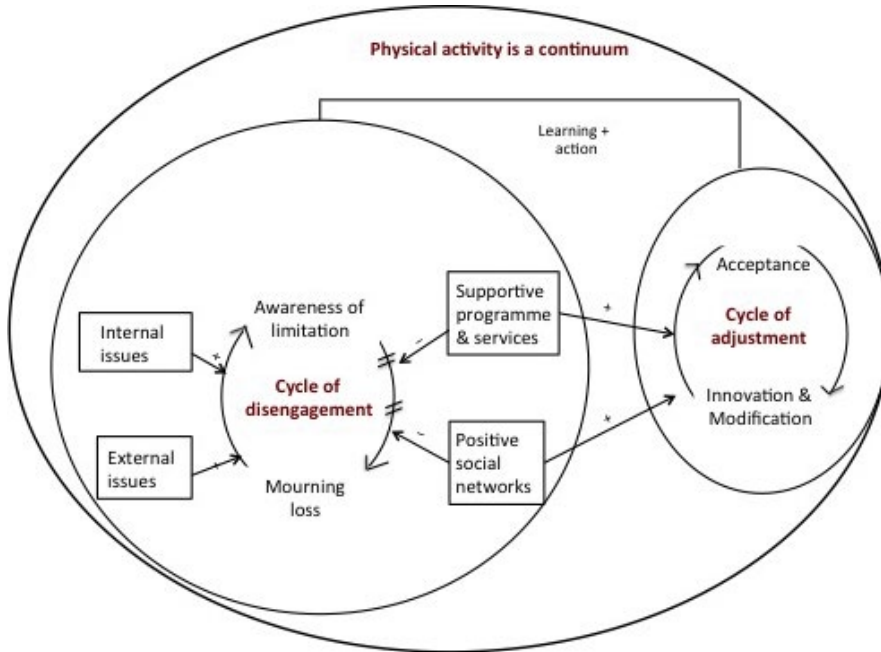 Physical activity is a continuum
Learning +
action
Internal
issues
External
issues
Awareness of
limitation
Cycle of
disengagement
Mourning
loss
Supportive
programme
& services
Positive
social
networks
Acceptance
Cycle of
adjustment
Innovation &
Modification
+
+
–
–
+
+